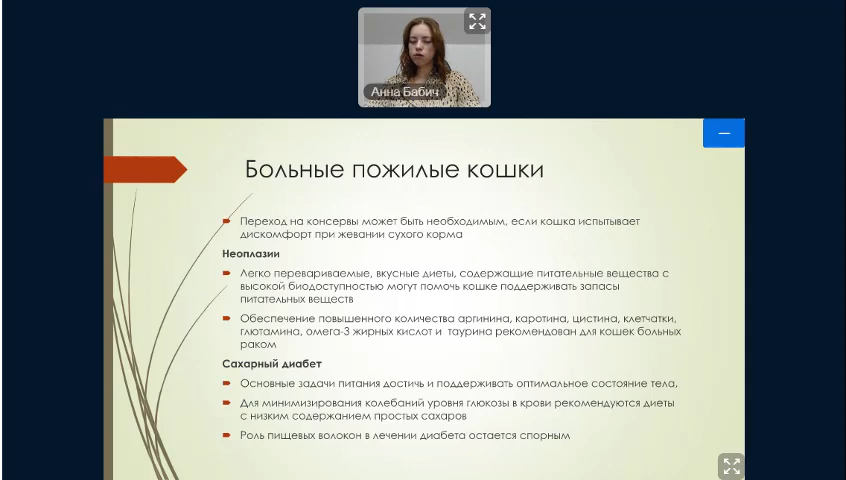 Анна Бабич
Больные пожилые кошки
Переход на консервы может быть необходимым, если кошка испытывает
дискомфорт при жевании сухого корма
Неоплазии
Легко перевариваемые, вкусные диеты, содержащие питательные вещества с
высокой биодоступностью могут помочь кошке поддерживать запасы
питательных веществ
Обеспечение повышенного количества аргинина, каротина, цистина, клетчатки,
глютамина, омега-3 жирных кислот и таурина рекомендован для кошек больных
раком
Сахарный диабет
Основные задачи питания достичь и поддерживать оптимальное состояние тела,
Для минимизирования колебаний уровня глюкозы в крови рекомендуются диеты
с низким содержанием простых сахаров
Роль пищевых волокон в лечении диабета остается спорным